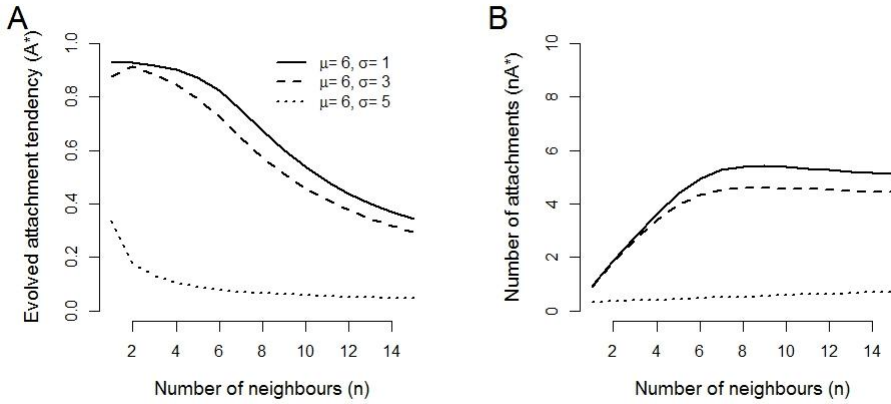 A
Evolved attachment tendency (A*)
1.0
0.8
0.6
0.4
0.2
0.0
μ= 6, σ= 1
μ= 6, σ= 3
μ= 6, σ= 5
2 4 6 8 10 12 14
Number of neighbours (n)
B
Number of attachments (nA*)
10
8
6
4
2
0
2 4 6 8 10 12 14
Number of neighbours (n)